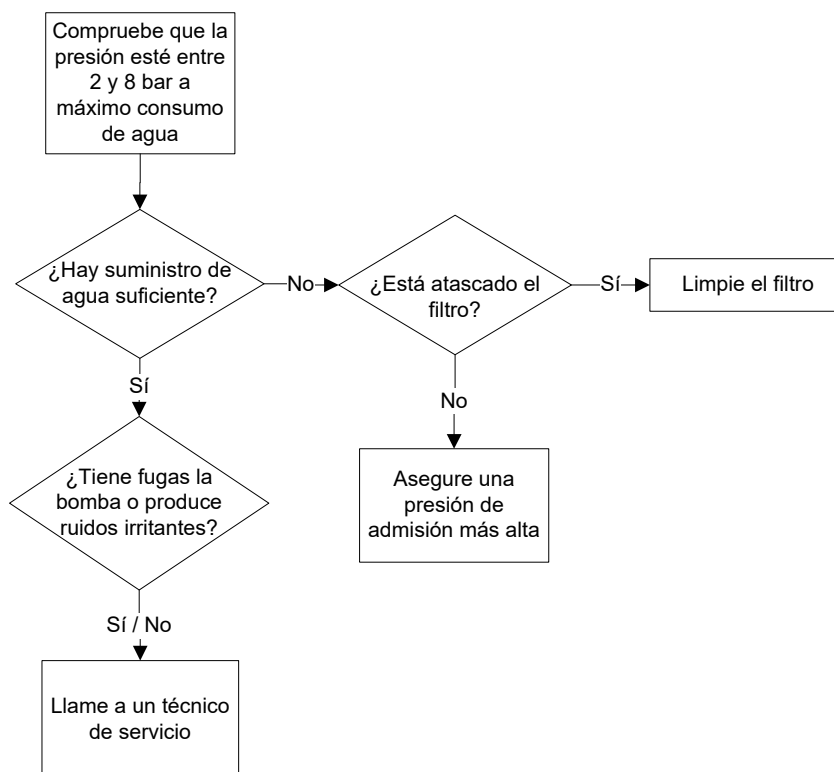 Compruebe que la
presión esté entre
2 y 8 bar a
máximo consumo
de agua
¿Hay suministro de
agua suficiente?
No
¿Está atascado el
filtro?
Sí
Limpie el filtro
Sí
No
¿Tiene fugas la
bomba o produce
ruidos irritantes?
Asegure una
presión de
admisión más alta
Sí / No
Llame a un técnico
de servicio